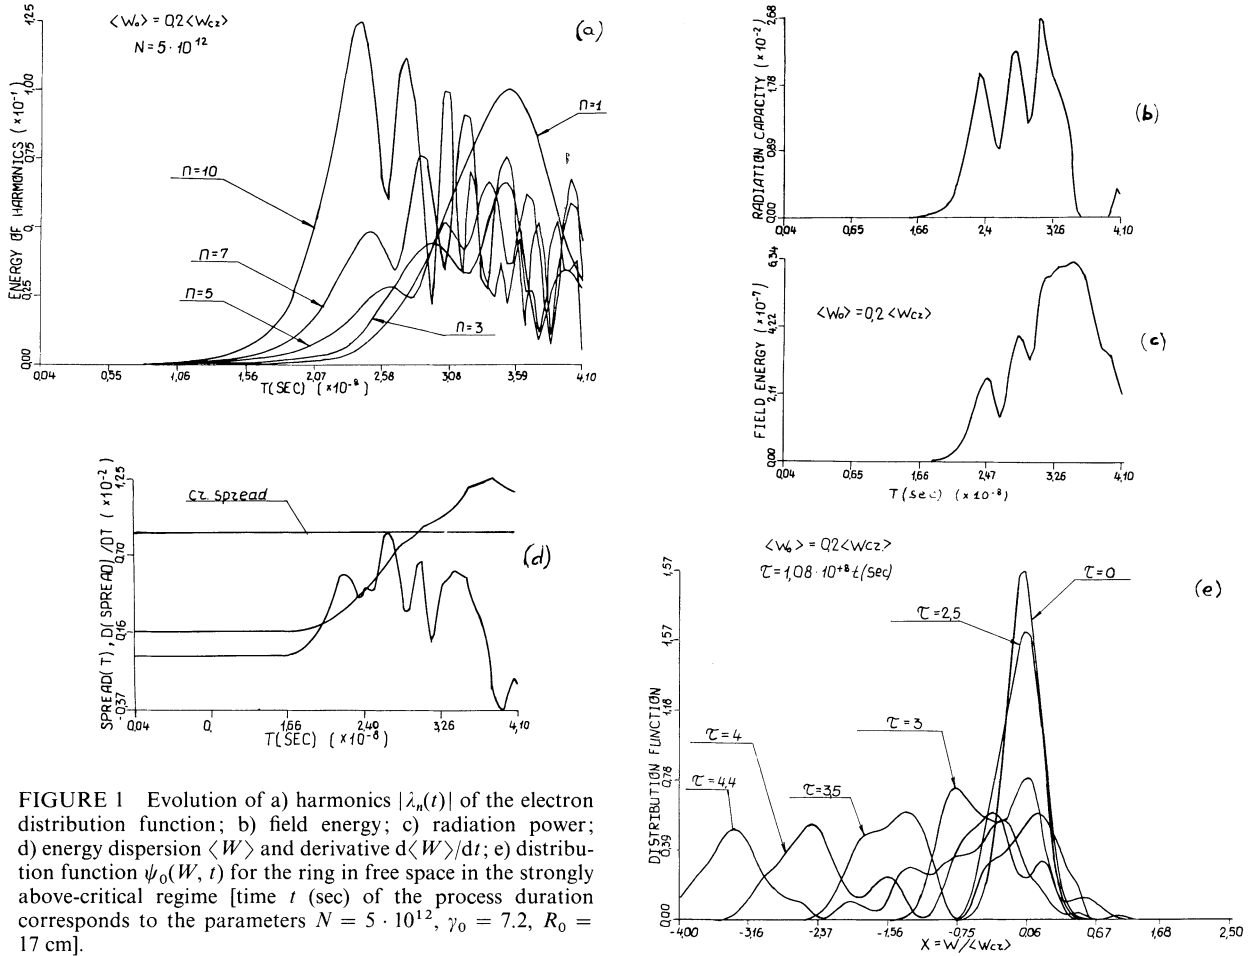 (a)
<W₀> = 0,2<Wcz>
N = 5·10¹²
ENERGY OF HARMONICS (×10⁻¹)
1,25
1,00
0,75
0,
0,25
0,00
n=1
n=10
n=7
n=5
n=3
0,04 0,55 1,06 1,56 2,07 2,58 3,08 3,59 4,10
T(SEC) (×10⁻⁸)
(b)
RADIATION CAPACITY (×10⁻²)
2,68
1,78
0,89
0,00
0,04 0,65 1,66 2,4 3,26 4,10
(c)
<W₀> = 0,2 <Wcz>
FIELD ENERGY (×10⁻⁷)
6,34
4,22
2,11
0,00
0,04 0,65 1,66 2,47 3,26 4,10
T(sec) (×10⁻⁸)
(d)
SPREAD(T), D(SPREAD)/DT (×10⁻²)
1,25
0,70
0,16
-0,37
cz. spread
0,04 0, 1,66 2,40 3,26 4,10
T(SEC) (×10⁻⁸)
(e)
<W₀> = 0,2<Wcz>
τ = 1,08·10⁺⁸t(sec)
DISTRIBUTION FUNCTION
1,57
1,57
1,16
0,78
0,39
0,00
τ=0
τ=2,5
τ=3
τ=4
τ=4,4
τ=3,5
-4,00 -3,16 -2,57 -1,56 -0,75 0,06 0,67 1,68 2,50
X = W/<Wcz>
FIGURE 1 Evolution of a) harmonics |λₙ(t)| of the electron
distribution function; b) field energy; c) radiation power;
d) energy dispersion ⟨W⟩ and derivative d⟨W⟩/dt; e) distribu-
tion function ψ₀(W, t) for the ring in free space in the strongly
above-critical regime [time t (sec) of the process duration
corresponds to the parameters N = 5 · 10¹², γ₀ = 7.2, R₀ =
17 cm].